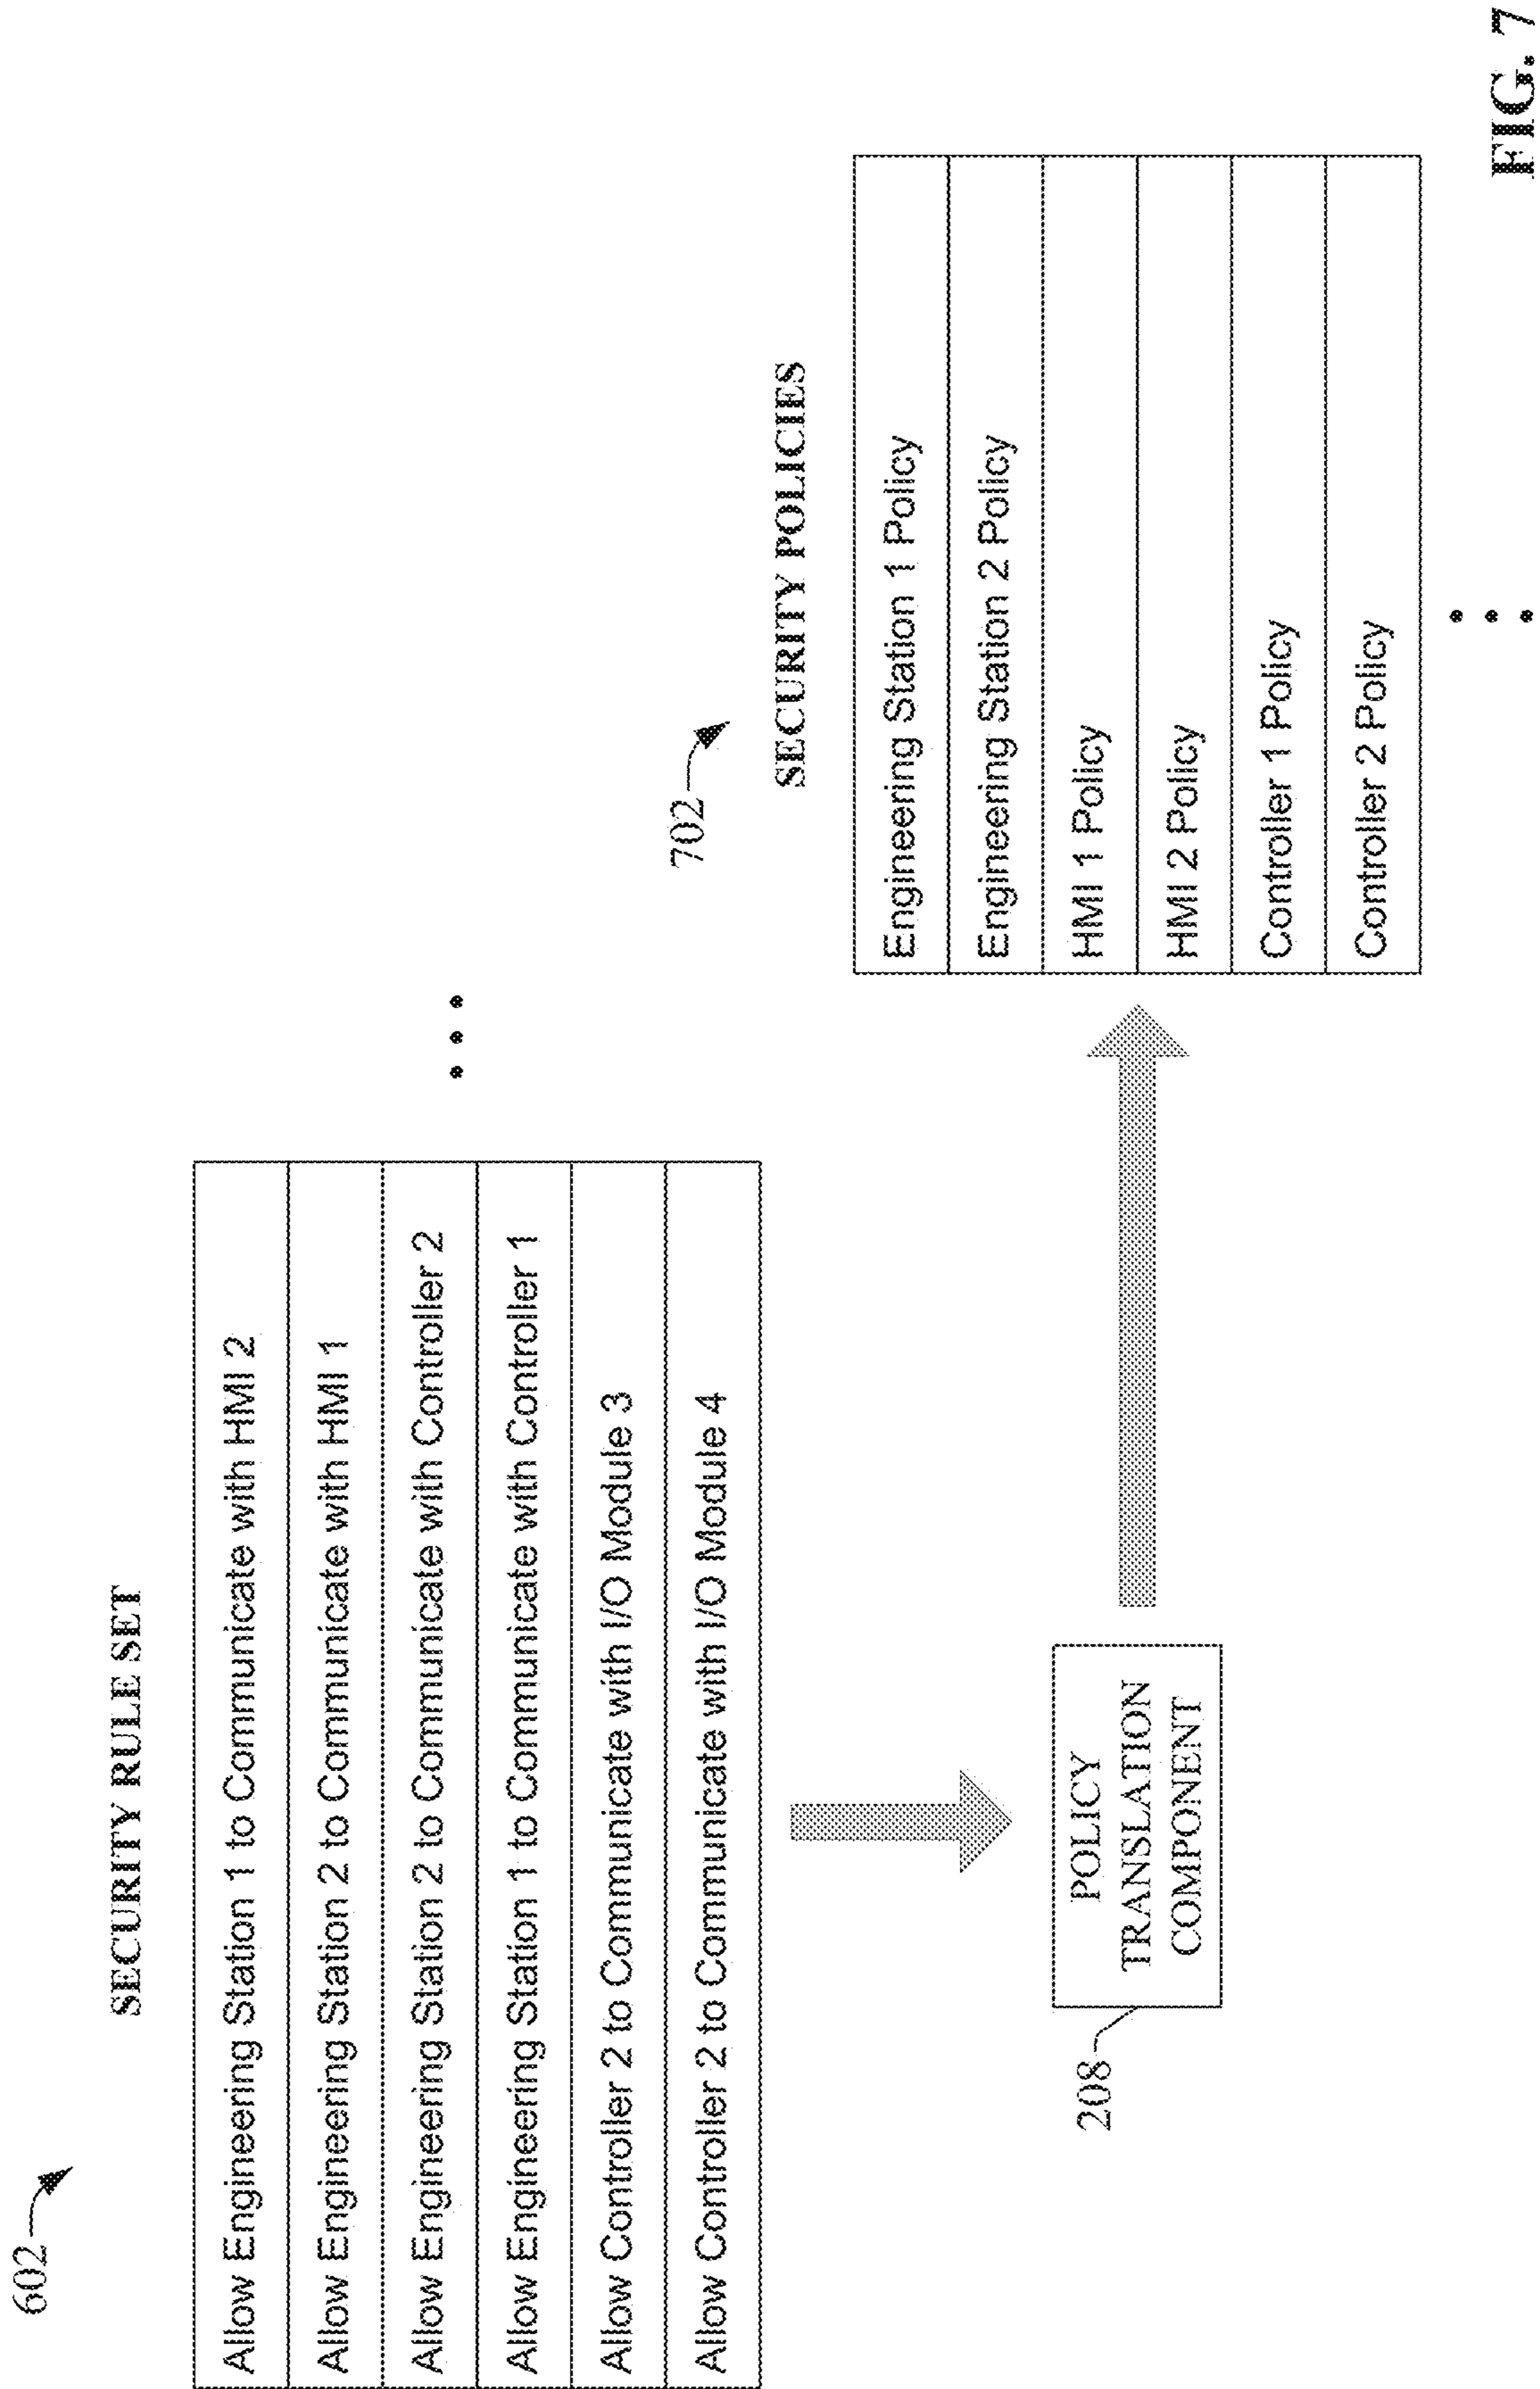 602
SECURITY RULE SET
Allow Engineering Station 1 to Communicate with HMI 2
Allow Engineering Station 2 to Communicate with HMI 1
Allow Engineering Station 2 to Communicate with Controller 2
Allow Engineering Station 1 to Communicate with Controller 1
Allow Controller 2 to Communicate with I/O Module 3
Allow Controller 2 to Communicate with I/O Module 4
208
POLICY
TRANSLATION
COMPONENT
702
SECURITY POLICIES
Engineering Station 1 Policy
Engineering Station 2 Policy
HMI 1 Policy
HMI 2 Policy
Controller 1 Policy
Controller 2 Policy
FIG. 7